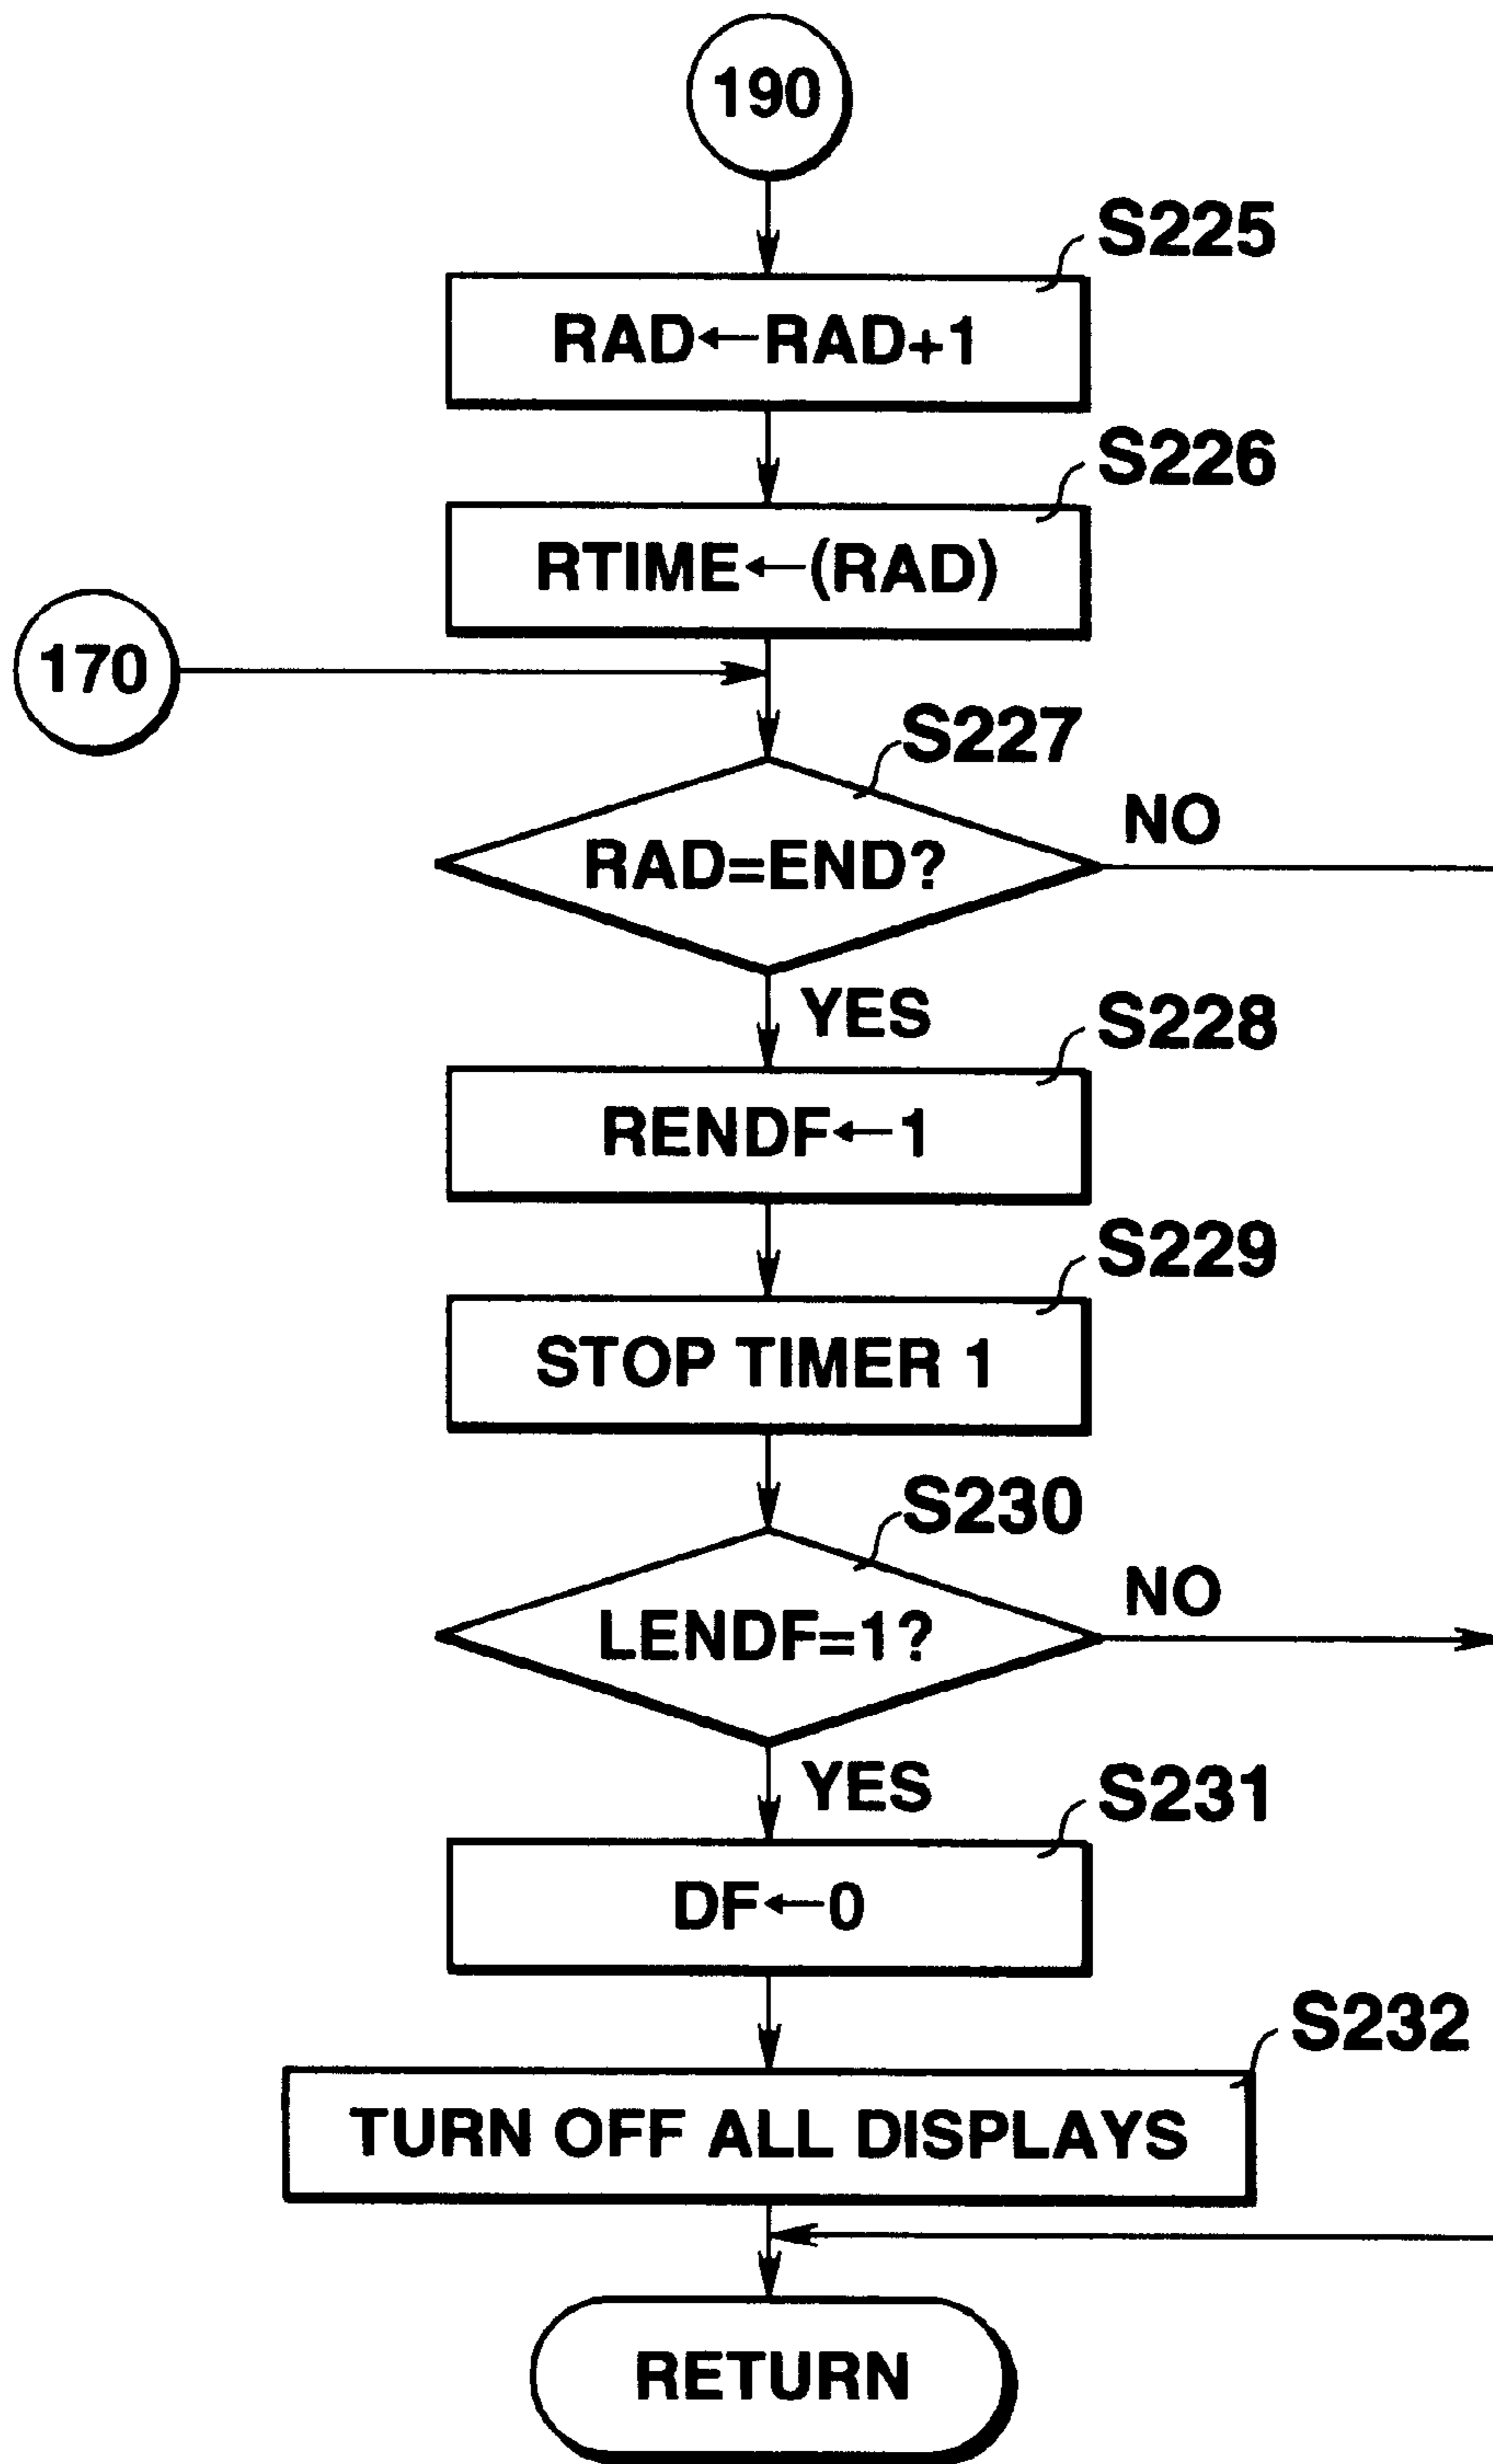 190
S225
RAD←RAD+1
S226
RTIME←(RAD)
170
S227
RAD=END?
NO
YES
S228
RENDF←1
S229
STOP TIMER 1
S230
LENDF=1?
NO
YES
S231
DF←0
S232
TURN OFF ALL DISPLAYS
RETURN